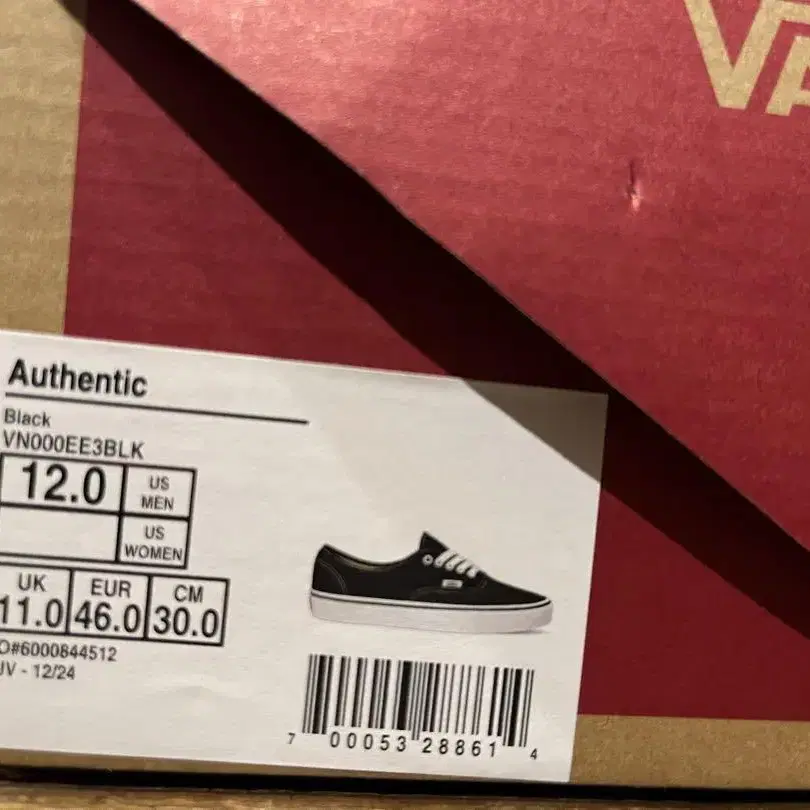 Authentic
Black
VN000EE3BLK
12.0 US MEN
US WOMEN
UK EUR CM
11.0 46.0 30.0
O#6000844512
JV - 12/24
7 00053 28861 4